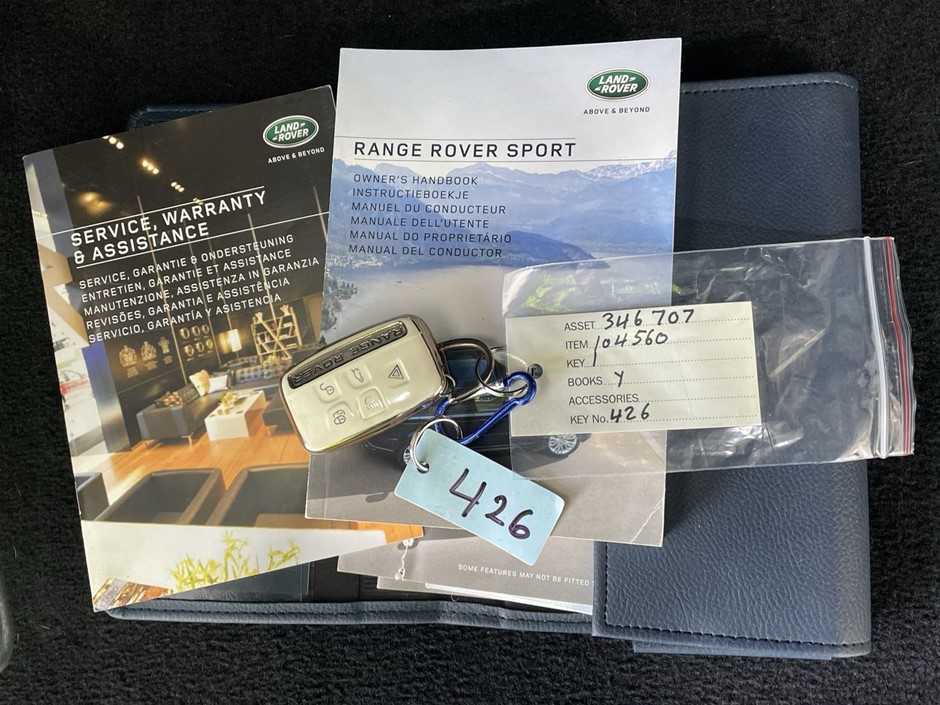 LAND ROVER
ABOVE & BEYOND
SERVICE, WARRANTY
& ASSISTANCE
SERVICE, GARANTIE & ONDERSTEUNING
ENTRETIEN, GARANTIE ET ASSISTANCE
MANUTENZIONE, ASSISTENZA IN GARANZIA
REVISÕES, GARANTIA E ASSISTÊNCIA
SERVICIO, GARANTÍA Y ASISTENCIA
LAND ROVER
ABOVE & BEYOND
RANGE ROVER SPORT
OWNER'S HANDBOOK
INSTRUCTIEBOEKJE
MANUEL DU CONDUCTEUR
MANUALE DELL'UTENTE
MANUAL DO PROPRIETÁRIO
MANUAL DEL CONDUCTOR
RANGE ROVER
ASSET 346707
ITEM 104560
KEY 1
BOOKS Y
ACCESSORIES
KEY No. 426
426
SOME FEATURES MAY NOT BE FITTED